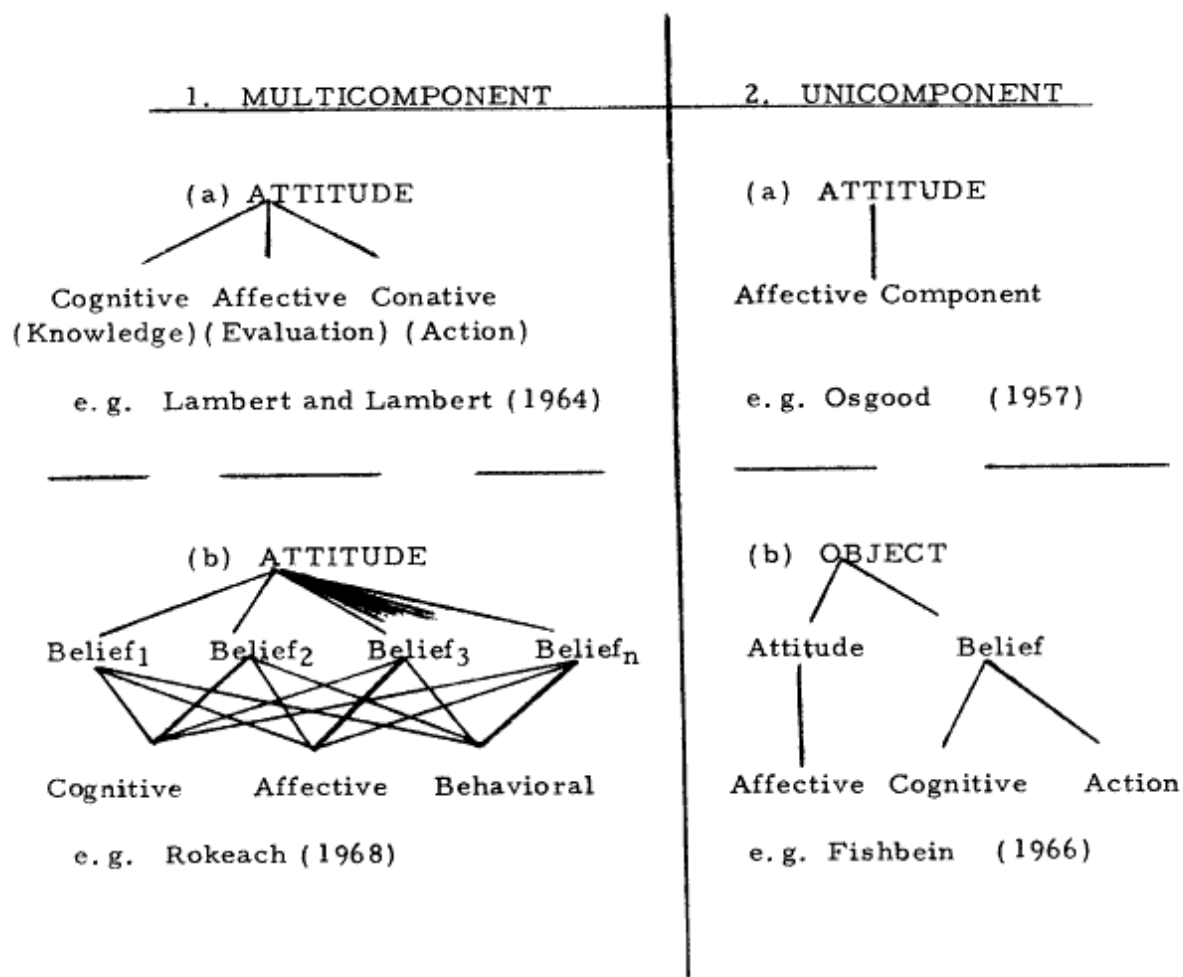 1. MULTICOMPONENT
(a) ATTITUDE
Cognitive Affective Conative
(Knowledge) (Evaluation) (Action)
e.g. Lambert and Lambert (1964)
(b) ATTITUDE
Belief1 Belief2 Belief3 Beliefn
Cognitive Affective Behavioral
e.g. Rokeach (1968)
2. UNICOMPONENT
(a) ATTITUDE
Affective Component
e.g. Osgood (1957)
(b) OBJECT
Attitude Belief
Affective Cognitive Action
e.g. Fishbein (1966)